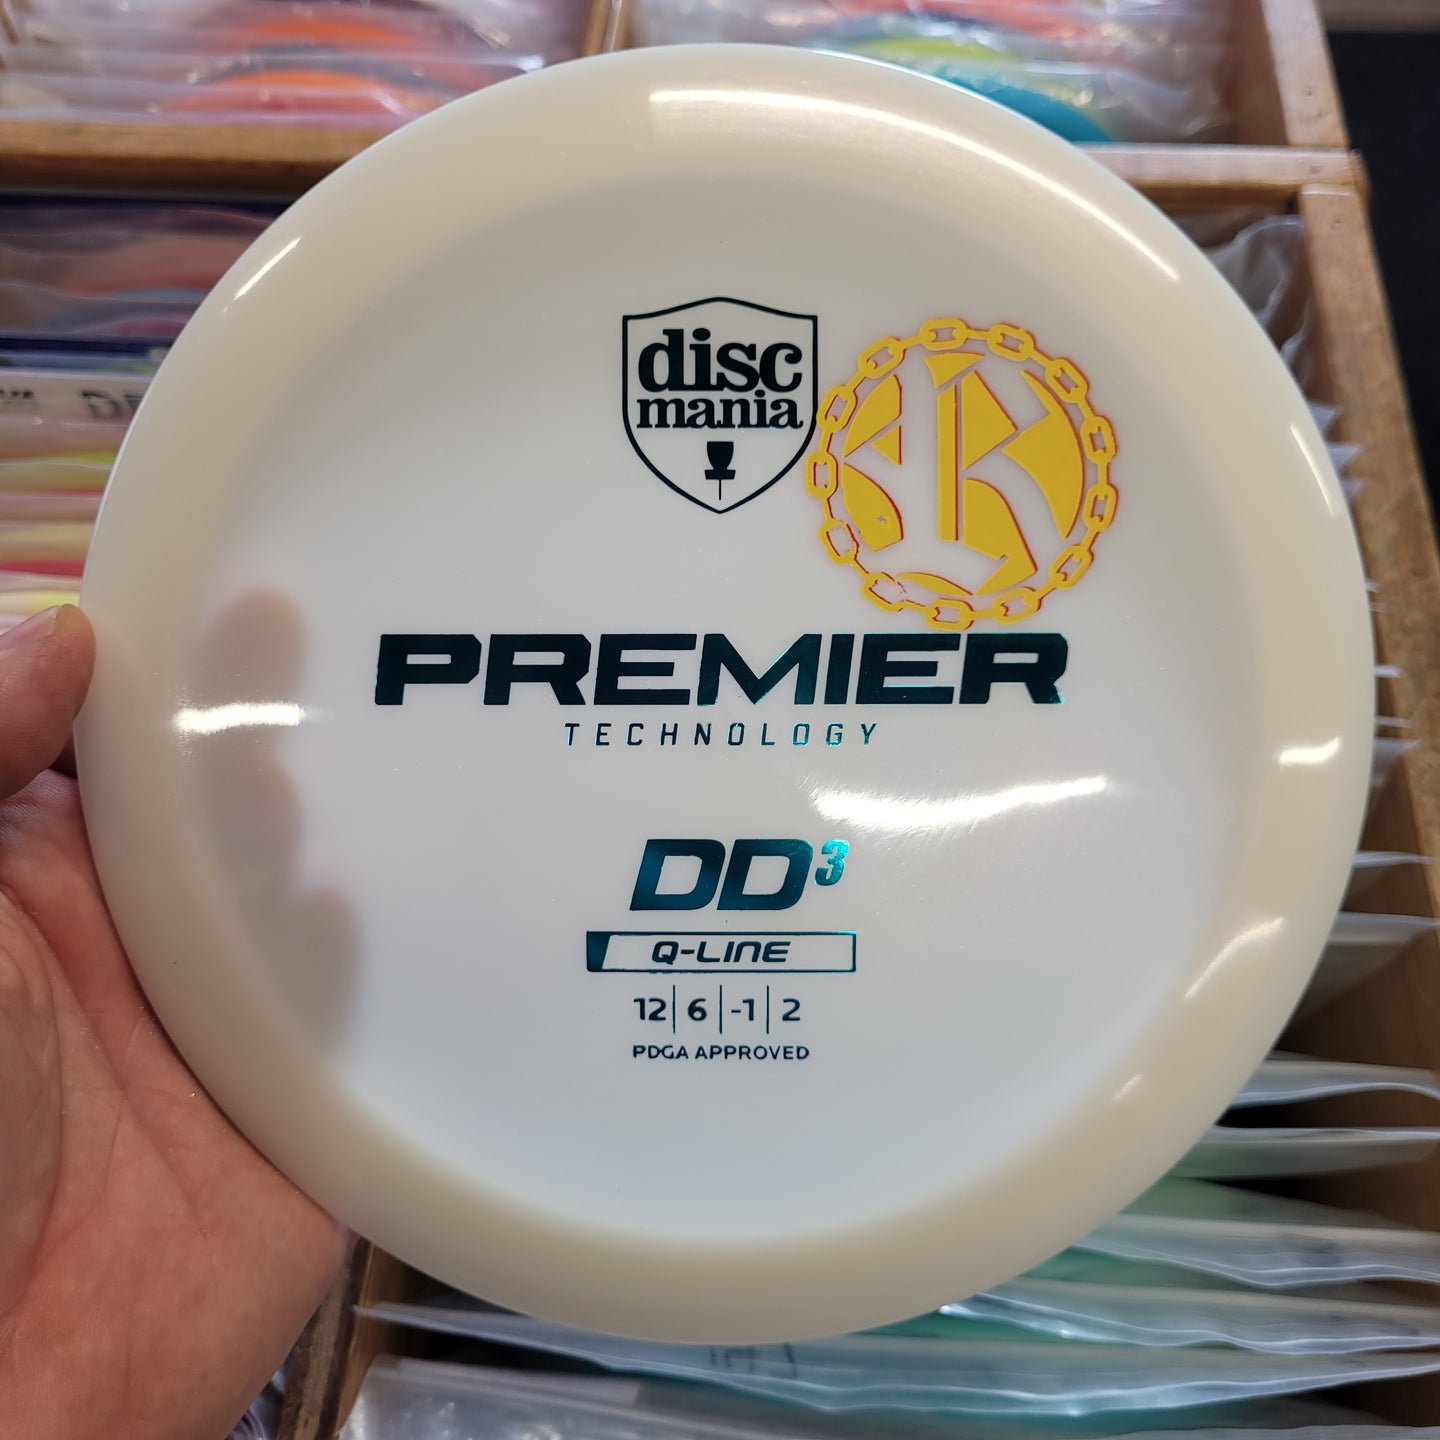 disc
mania
PREMIER
TECHNOLOGY
DD³
Q-LINE
12 | 6 | -1 | 2
PDGA APPROVED